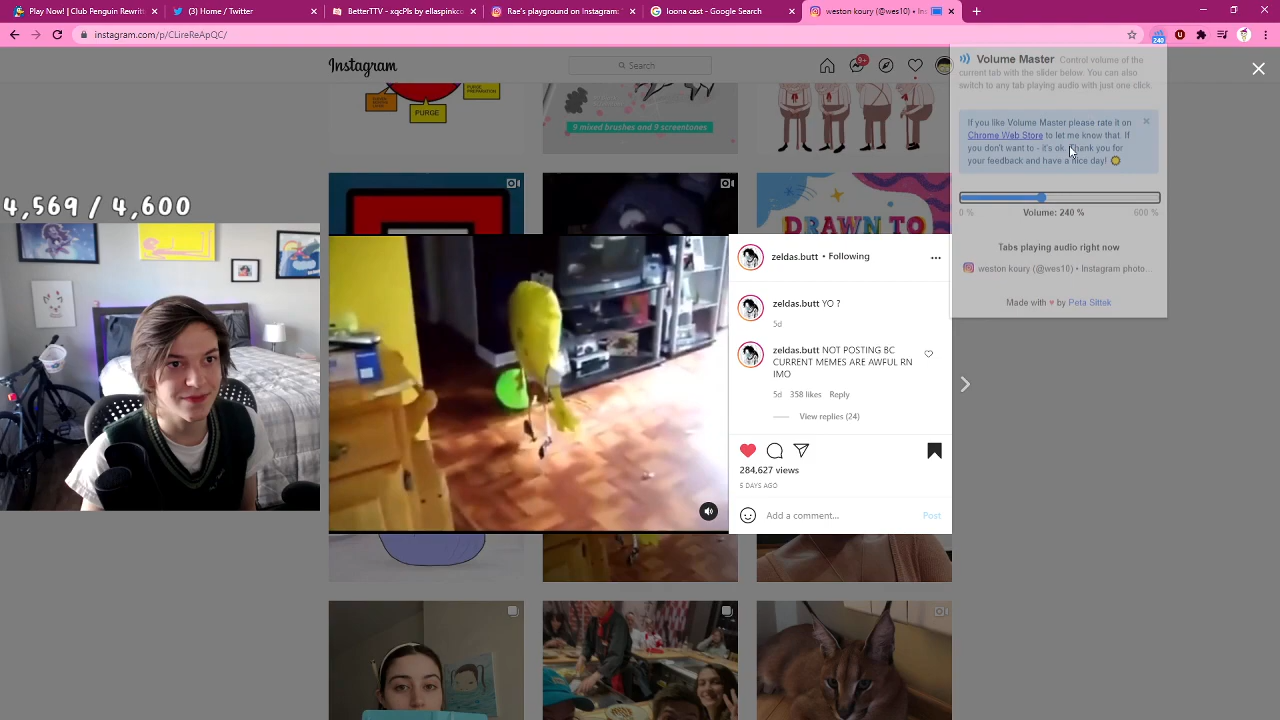 Play Now! | Club Penguin Rewritt
(3) Home / Twitter
BetterTTV - xqcPls by ellaspinkco
Rae's playground on Instagram:
loona cast - Google Search
weston koury (@wes10) • In
instagram.com/p/CLireReApQC/
240
Instagram
Search
9+
Volume Master Control volume of the
current tab with the slider below. You can also
switch to any tab playing audio with just one click.
If you like Volume Master please rate it on
Chrome Web Store to let me know that. If
you don't want to - it's ok. Thank you for
your feedback and have a nice day!
0 % Volume: 240 % 600 %
Tabs playing audio right now
weston koury (@wes10) • Instagram photo...
Made with ♥ by Peta Sittek
PURGE
9 mixed brushes and 9 screentones
DRAWN TO
4,569 / 4,600
zeldas.butt • Following
zeldas.butt YO ?
5d
zeldas.butt NOT POSTING BC
CURRENT MEMES ARE AWFUL RN
IMO
5d 358 likes Reply
View replies (24)
284,627 views
5 DAYS AGO
Add a comment... Post